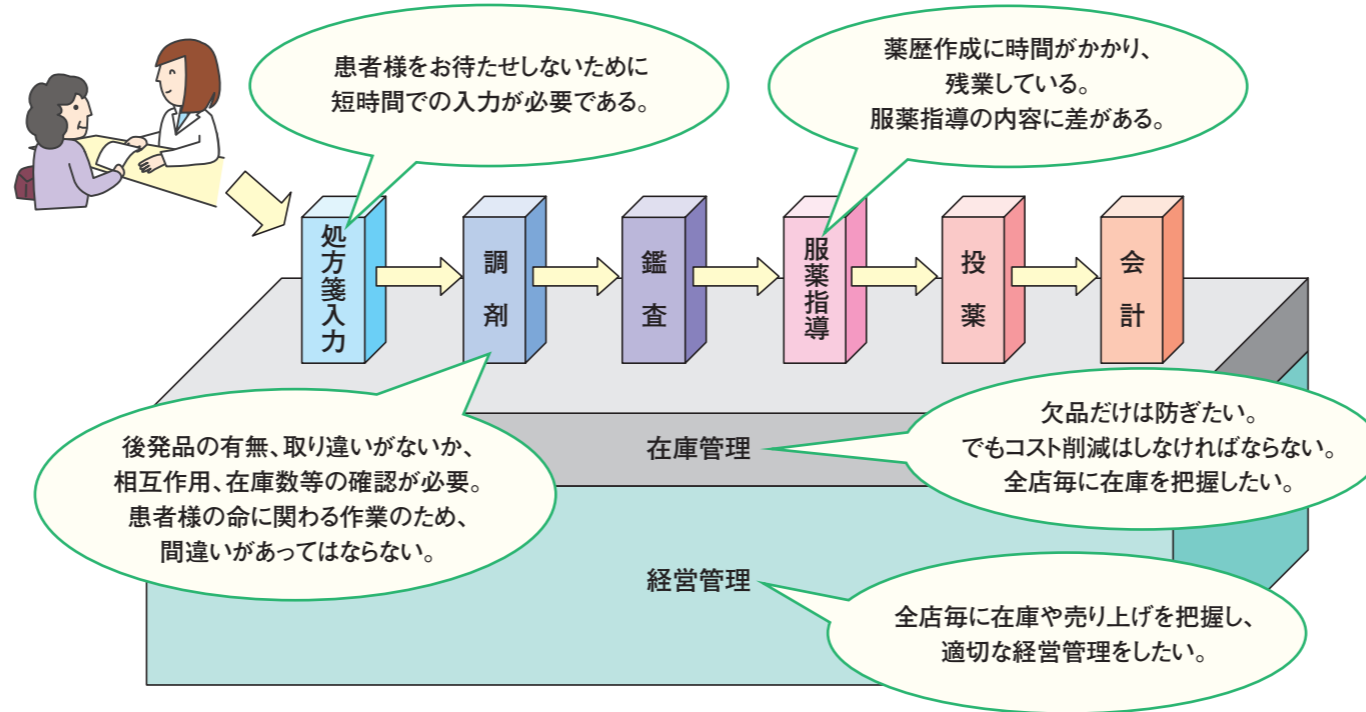 患者様をお待たせしないために
短時間での入力が必要である。
薬歴作成に時間がかかり、
残業している。
服薬指導の内容に差がある。
処方箋入力
調剤
鑑査
服薬指導
投薬
会計
後発品の有無、取り違いがないか、
相互作用、在庫数等の確認が必要。
患者様の命に関わる作業のため、
間違いがあってはならない。
在庫管理
欠品だけは防ぎたい。
でもコスト削減はしなければならない。
全店毎に在庫を把握したい。
経営管理
全店毎に在庫や売り上げを把握し、
適切な経営管理をしたい。